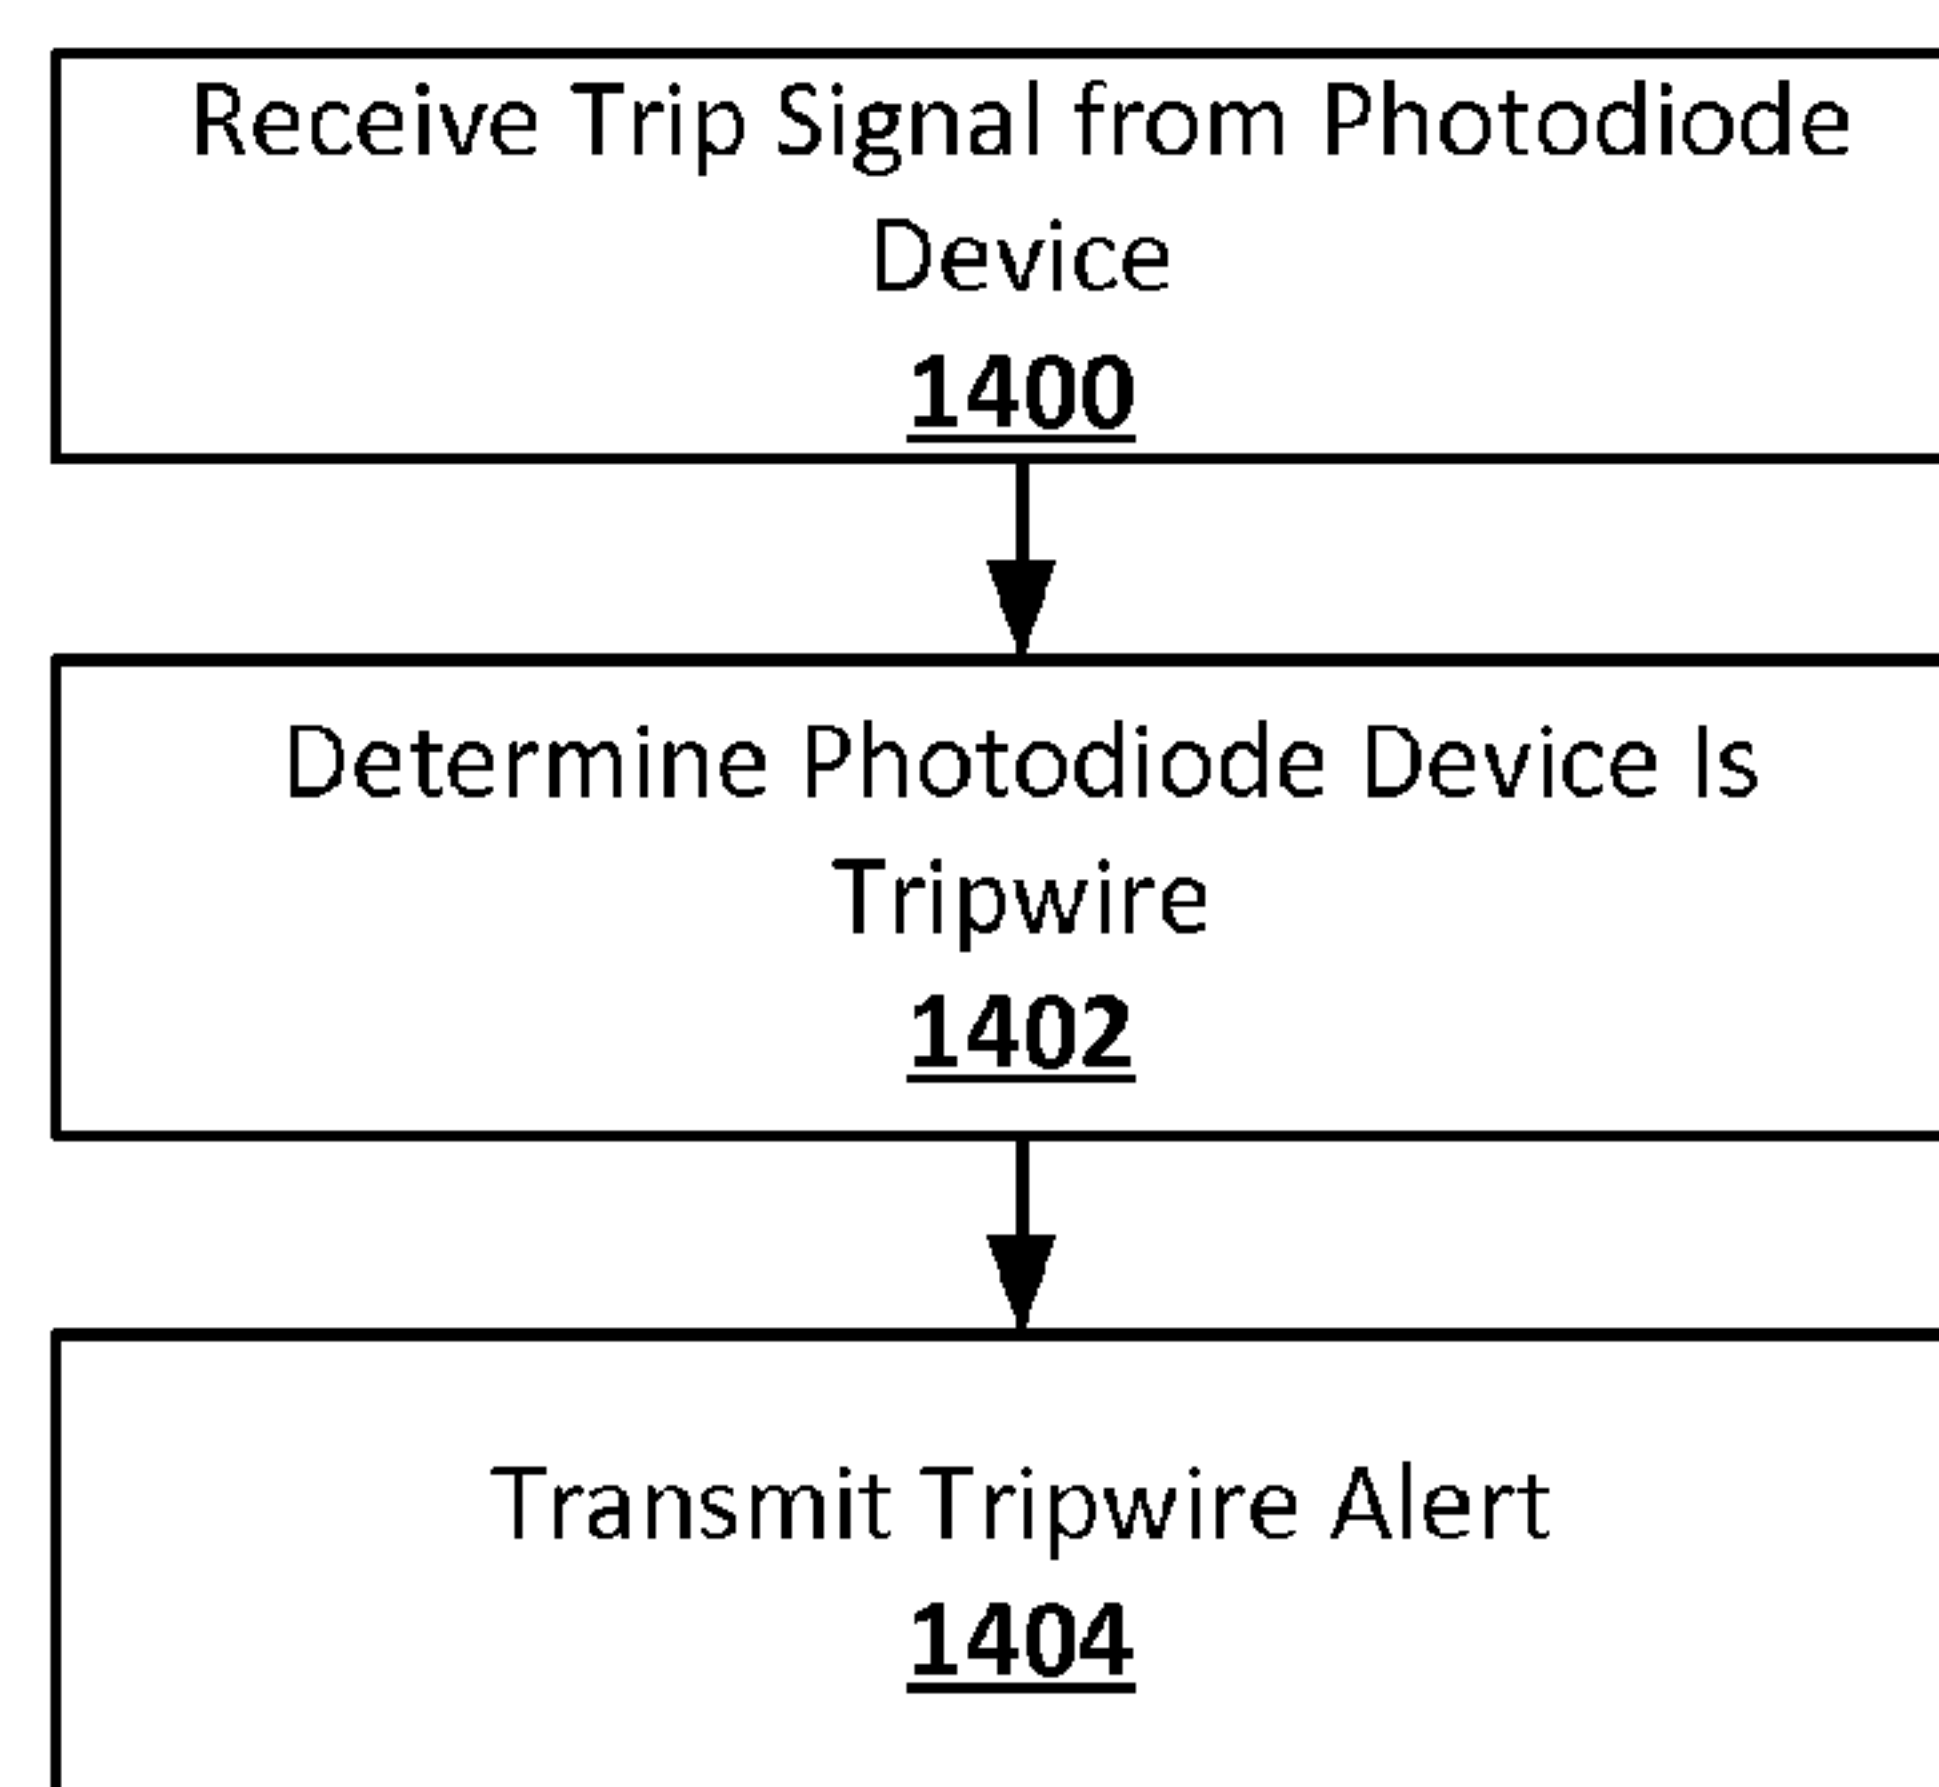 Receive Trip Signal from Photodiode
Device
1400
Determine Photodiode Device Is
Tripwire
1402
Transmit Tripwire Alert
1404